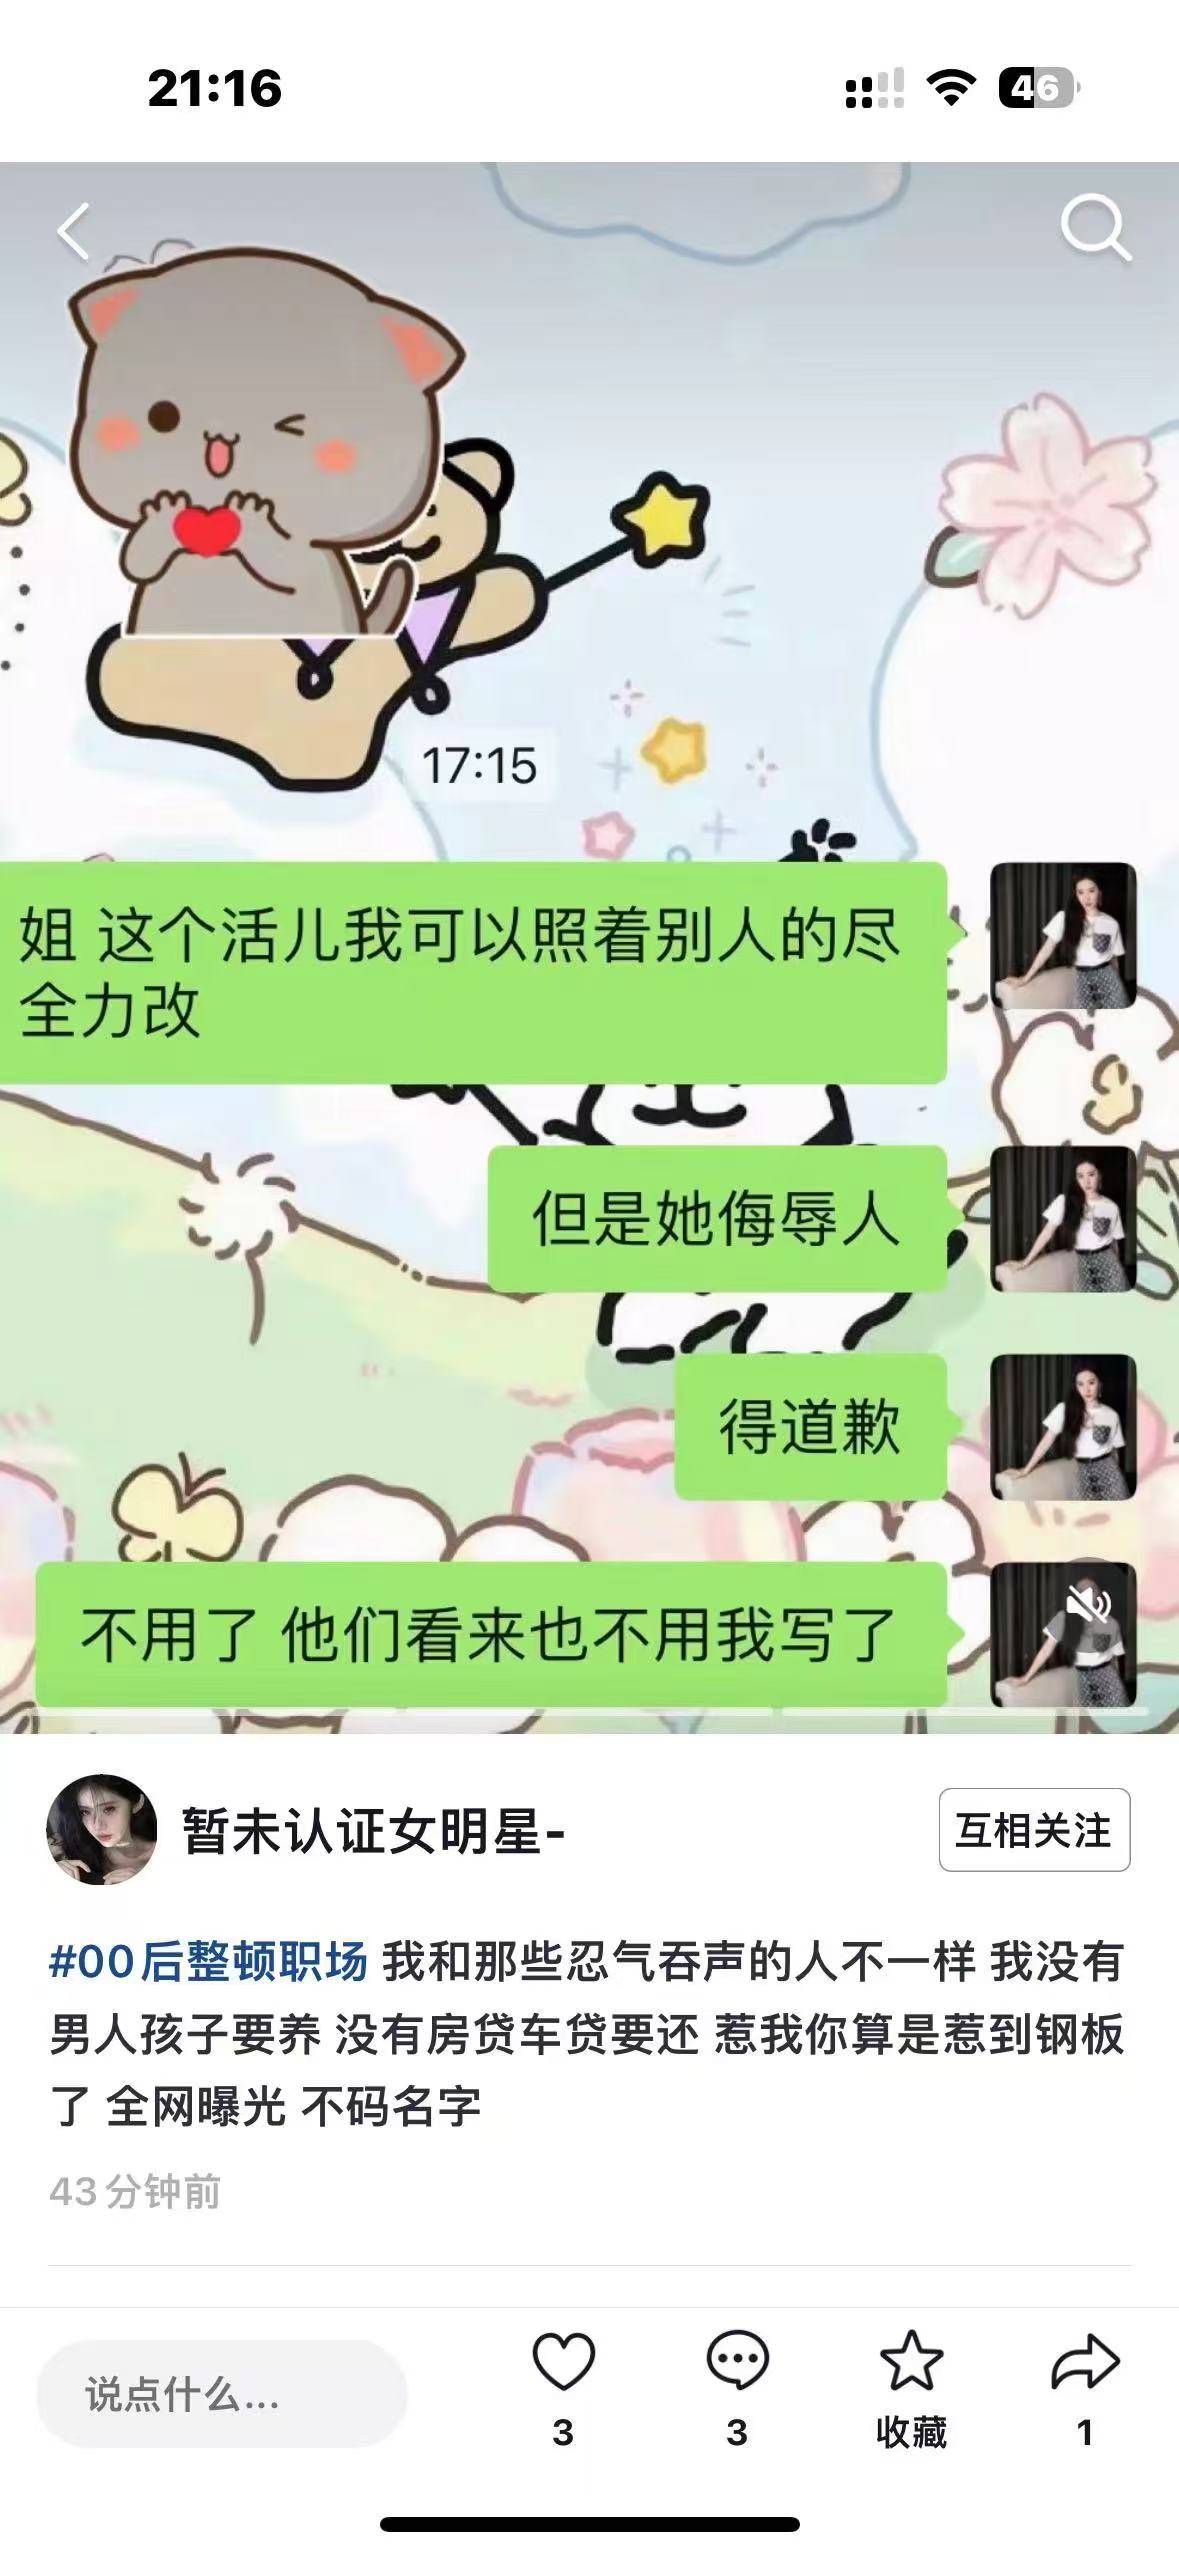 21:16
46
17:15
姐 这个活儿我可以照着别人的尽
全力改
但是她侮辱人
得道歉
不用了 他们看来也不用我写了
暂未认证女明星-
互相关注
#00后整顿职场 我和那些忍气吞声的人不一样 我没有
男人孩子要养 没有房贷车贷要还 惹我你算是惹到钢板
了 全网曝光 不码名字
43分钟前
说点什么...
3
3
收藏
1